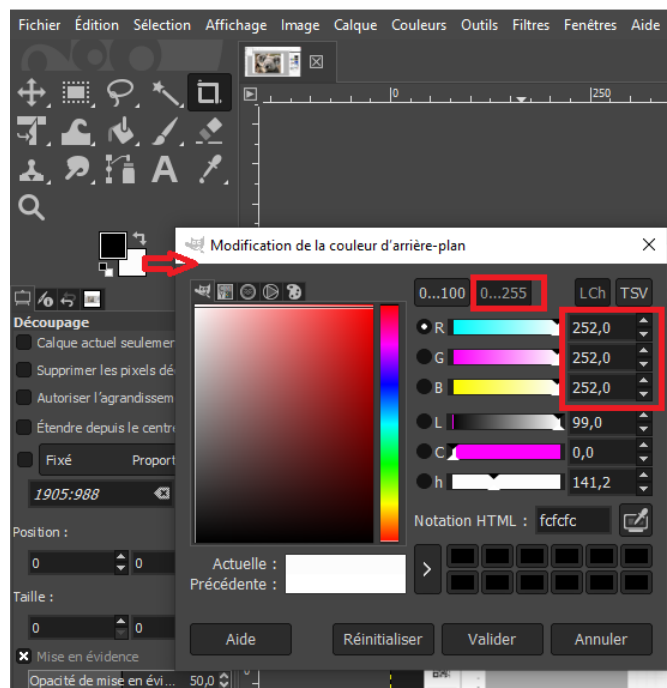 Fichier Édition Sélection Affichage Image Calque Couleurs Outils Filtres Fenêtres Aide
0 250
A
Modification de la couleur d'arrière-plan
0...100 0...255 LCh TSV
R 252,0
G 252,0
B 252,0
L 99,0
C 0,0
h 141,2
Notation HTML : fcfcfc
Actuelle :
Précédente :
Aide Réinitialiser Valider Annuler
Découpage
Calque actuel seulemer
Supprimer les pixels dé
Autoriser l'agrandissem
Étendre depuis le centr
Fixé Proport
1905:988
Position :
0 0
Taille :
0 0
Mise en évidence
Opacité de mise en évi... 50,0 0